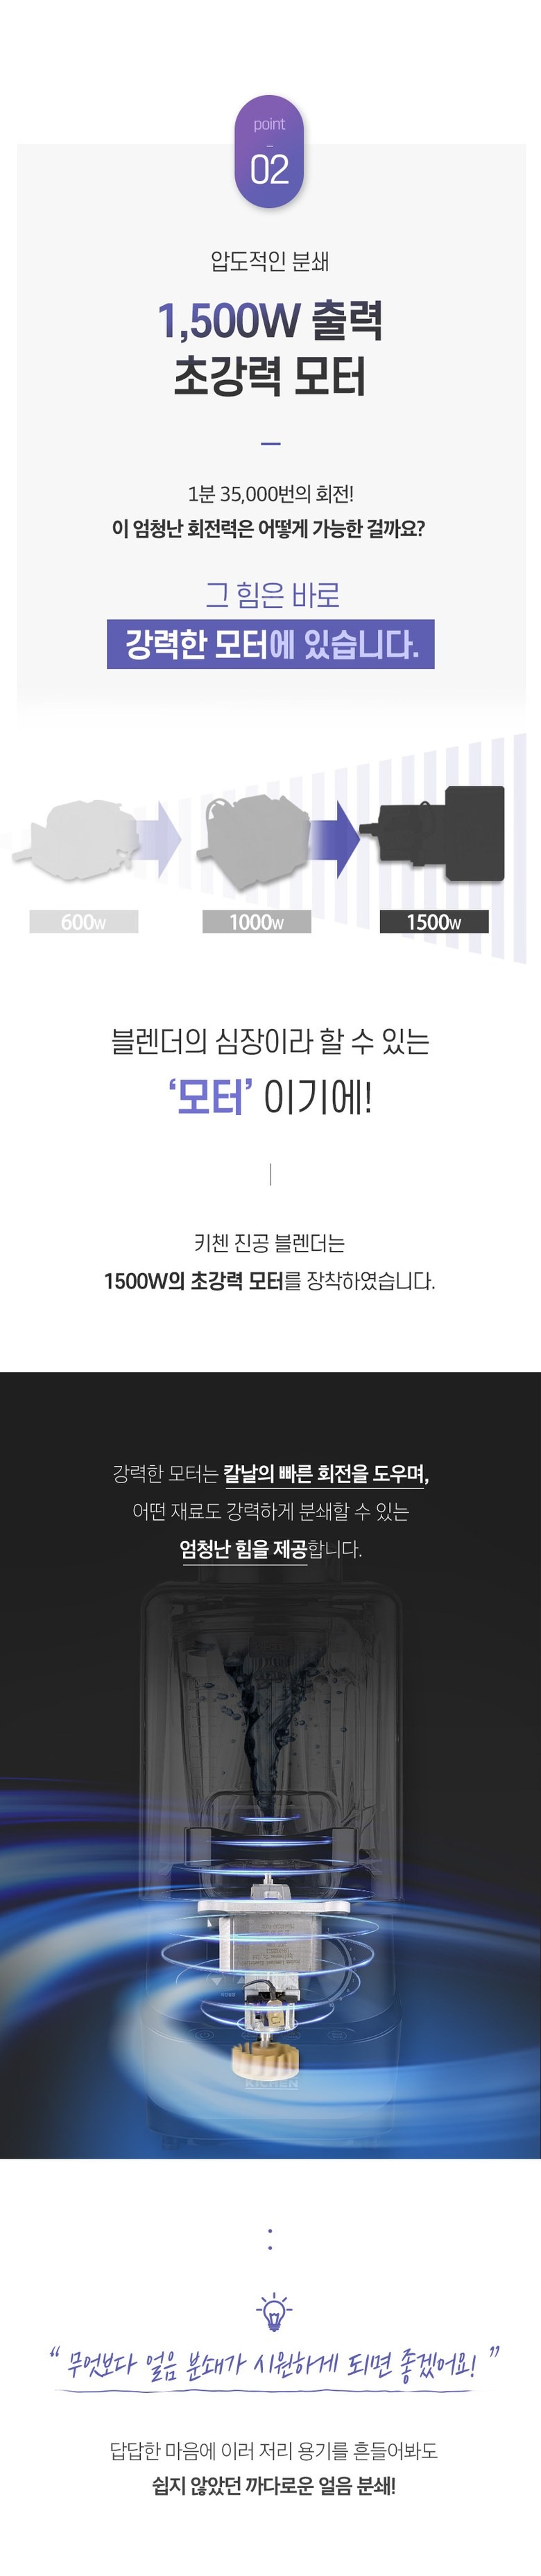 point
02
압도적인 분쇄
1,500W 출력
초강력 모터
1분 35,000번의 회전!
이 엄청난 회전력은 어떻게 가능한 걸까요?
그 힘은 바로
강력한 모터에 있습니다.
600W
1000W
1500W
블렌더의 심장이라 할 수 있는
‘모터’ 이기에!
키첸 진공 블렌더는
1500W의 초강력 모터를 장착하였습니다.
강력한 모터는 칼날의 빠른 회전을 도우며,
어떤 재료도 강력하게 분쇄할 수 있는
엄청난 힘을 제공합니다.
KICHEN
“ 무엇보다 얼음 분쇄가 시원하게 되면 좋겠어요! ”
답답한 마음에 이러 저리 용기를 흔들어봐도
쉽지 않았던 까다로운 얼음 분쇄!